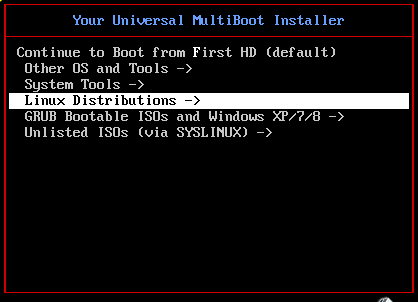 Your Universal MultiBoot Installer
Continue to Boot from First HD (default)
Other OS and Tools ->
System Tools ->
Linux Distributions ->
GRUB Bootable ISOs and Windows XP/7/8 ->
Unlisted ISOs (via SYSLINUX) ->